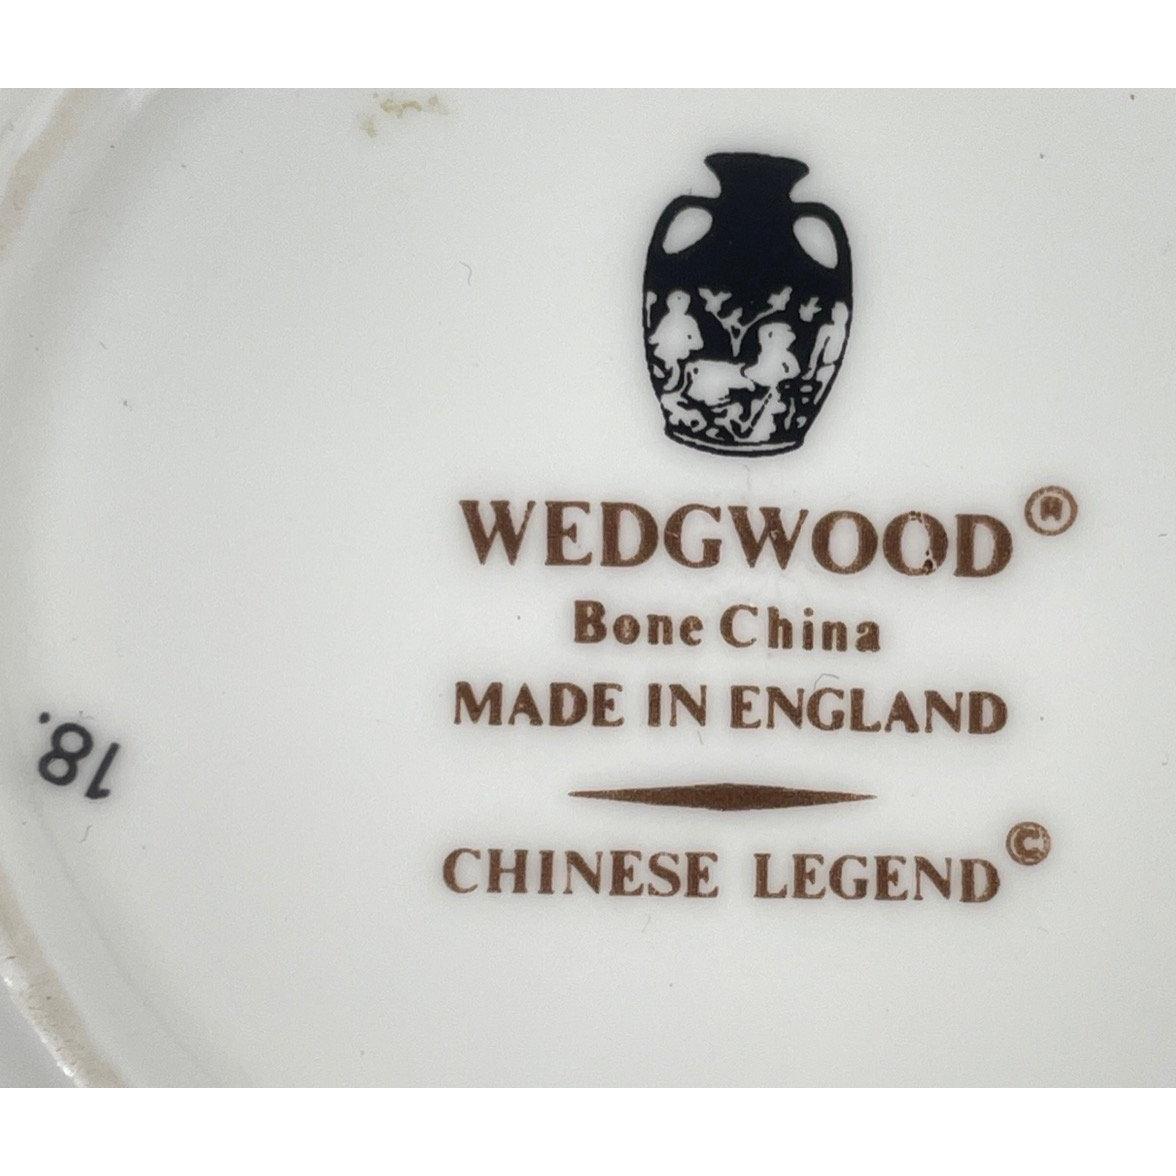 WEDGWOOD®
Bone China
MADE IN ENGLAND
CHINESE LEGEND©
18.